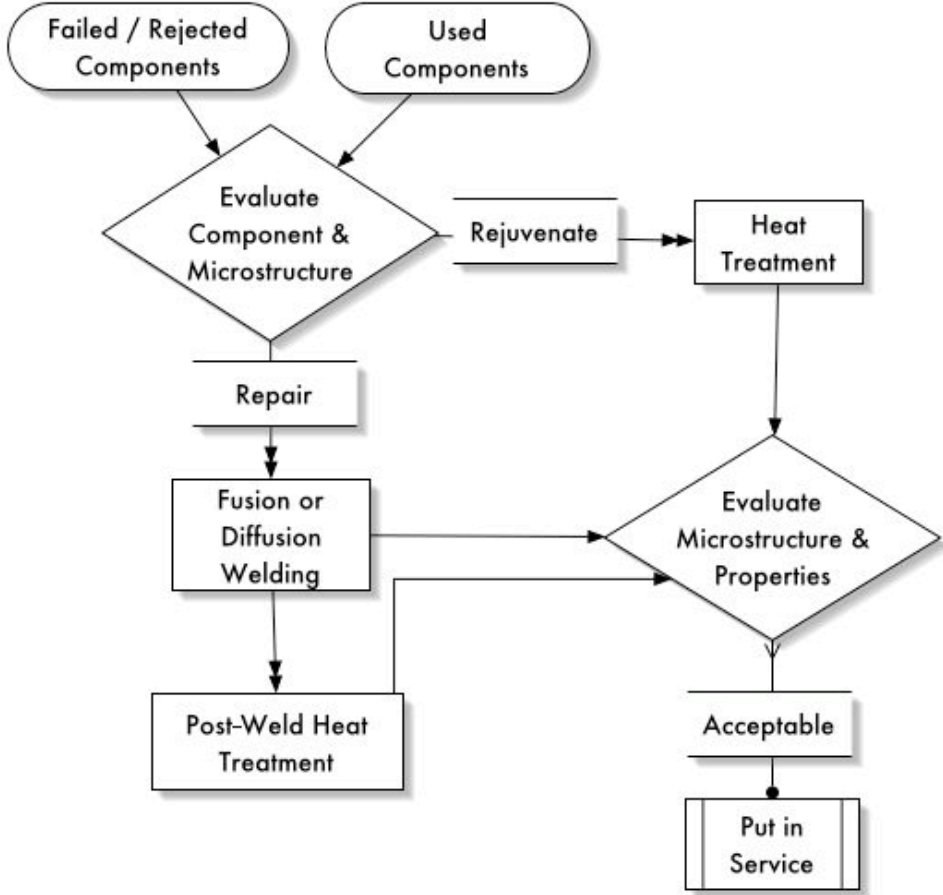 Failed / Rejected
Components
Used
Components
Evaluate
Component &
Microstructure
Rejuvenate
Heat
Treatment
Repair
Fusion or
Diffusion
Welding
Evaluate
Microstructure &
Properties
Post-Weld Heat
Treatment
Acceptable
Put in
Service